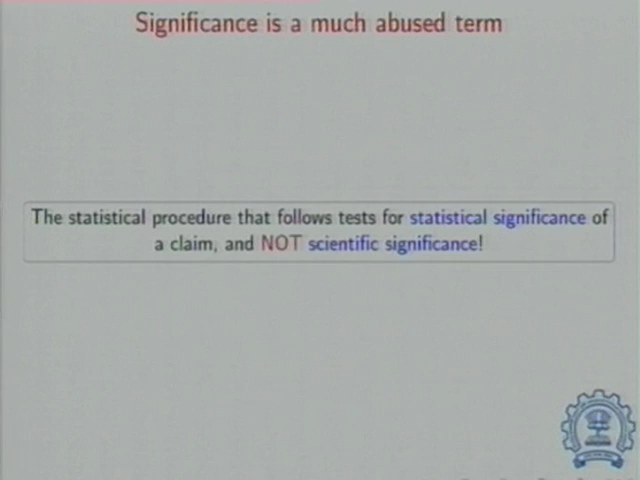 Significance is a much abused term
The statistical procedure that follows tests for statistical significance of
a claim, and NOT scientific significance!